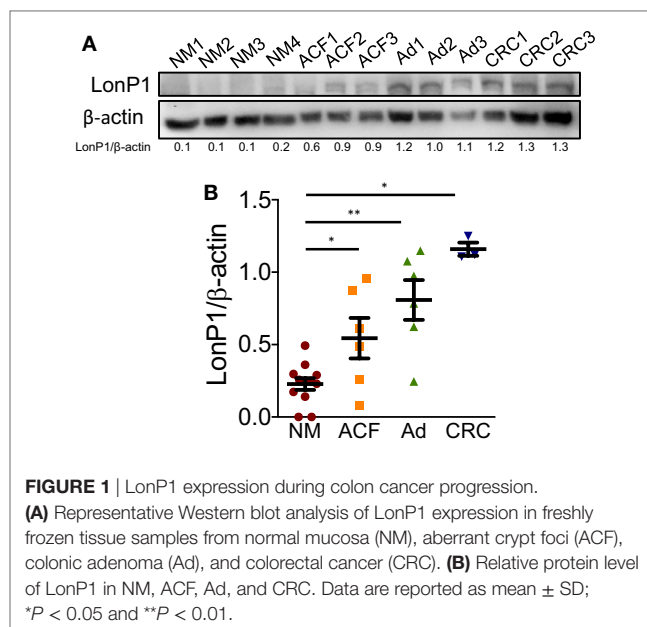 A
NM1 NM2 NM3 NM4 ACF1 ACF2 ACF3 Ad1 Ad2 Ad3 CRC1 CRC2 CRC3
LonP1
β-actin
LonP1/β-actin 0.1 0.1 0.1 0.2 0.6 0.9 0.9 1.2 1.0 1.1 1.2 1.3 1.3
B
LonP1/β-actin
1.5
1.0
0.5
0.0
*
**
*
NM ACF Ad CRC
FIGURE 1 | LonP1 expression during colon cancer progression.
(A) Representative Western blot analysis of LonP1 expression in freshly
frozen tissue samples from normal mucosa (NM), aberrant crypt foci (ACF),
colonic adenoma (Ad), and colorectal cancer (CRC). (B) Relative protein level
of LonP1 in NM, ACF, Ad, and CRC. Data are reported as mean ± SD;
*P < 0.05 and **P < 0.01.